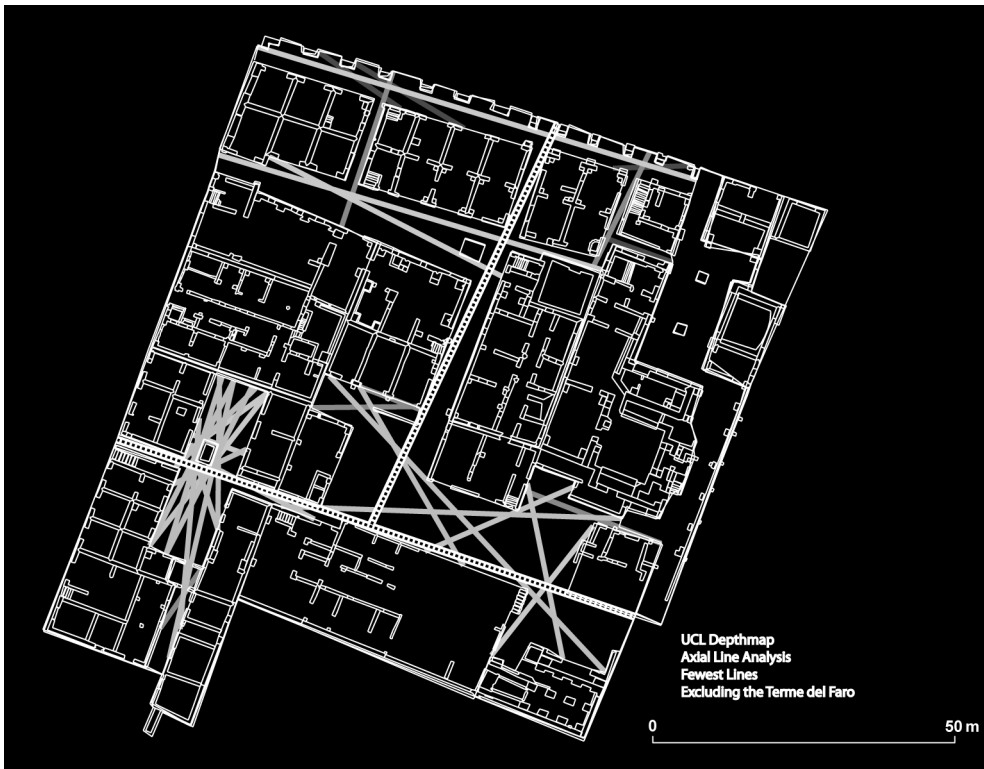 UCL Depthmap
Axial Line Analysis
Fewest Lines
Excluding the Terme del Faro
0 50 m